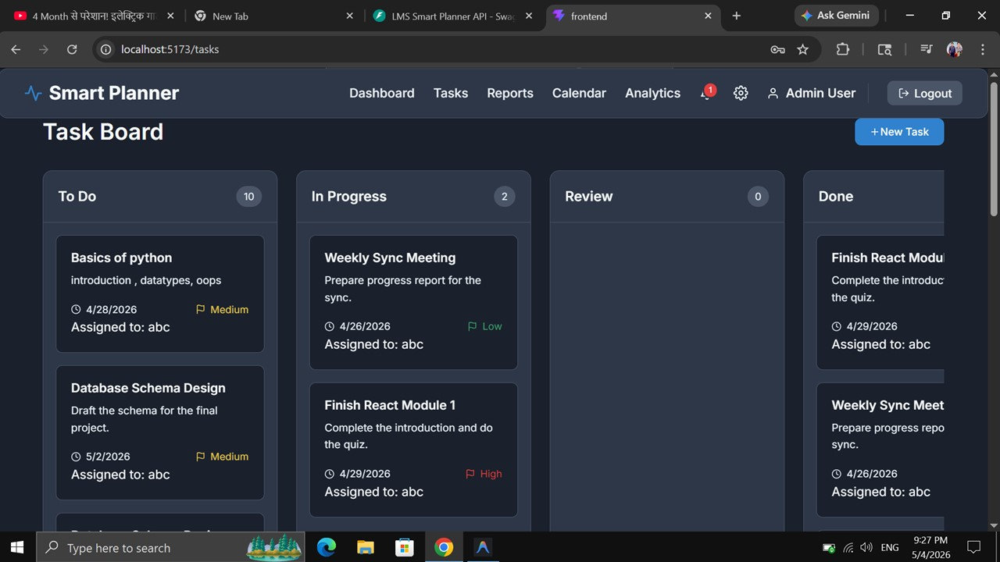 4 Month से परेशान! इलेक्ट्रिक गा
New Tab
LMS Smart Planner API - Swag
frontend
Ask Gemini
localhost:5173/tasks
Smart Planner
Dashboard
Tasks
Reports
Calendar
Analytics
1
Admin User
Logout
Task Board
+ New Task
To Do
10
Basics of python
introduction , datatypes, oops
4/28/2026
Medium
Assigned to: abc
Database Schema Design
Draft the schema for the final
project.
5/2/2026
Medium
Assigned to: abc
In Progress
2
Weekly Sync Meeting
Prepare progress report for the
sync.
4/26/2026
Low
Assigned to: abc
Finish React Module 1
Complete the introduction and do
the quiz.
4/29/2026
High
Assigned to: abc
Review
0
Done
Finish React Modul
Complete the introduc
the quiz.
4/29/2026
Assigned to: abc
Weekly Sync Meet
Prepare progress repo
sync.
4/26/2026
Assigned to: abc
Type here to search
ENG
9:27 PM
5/4/2026